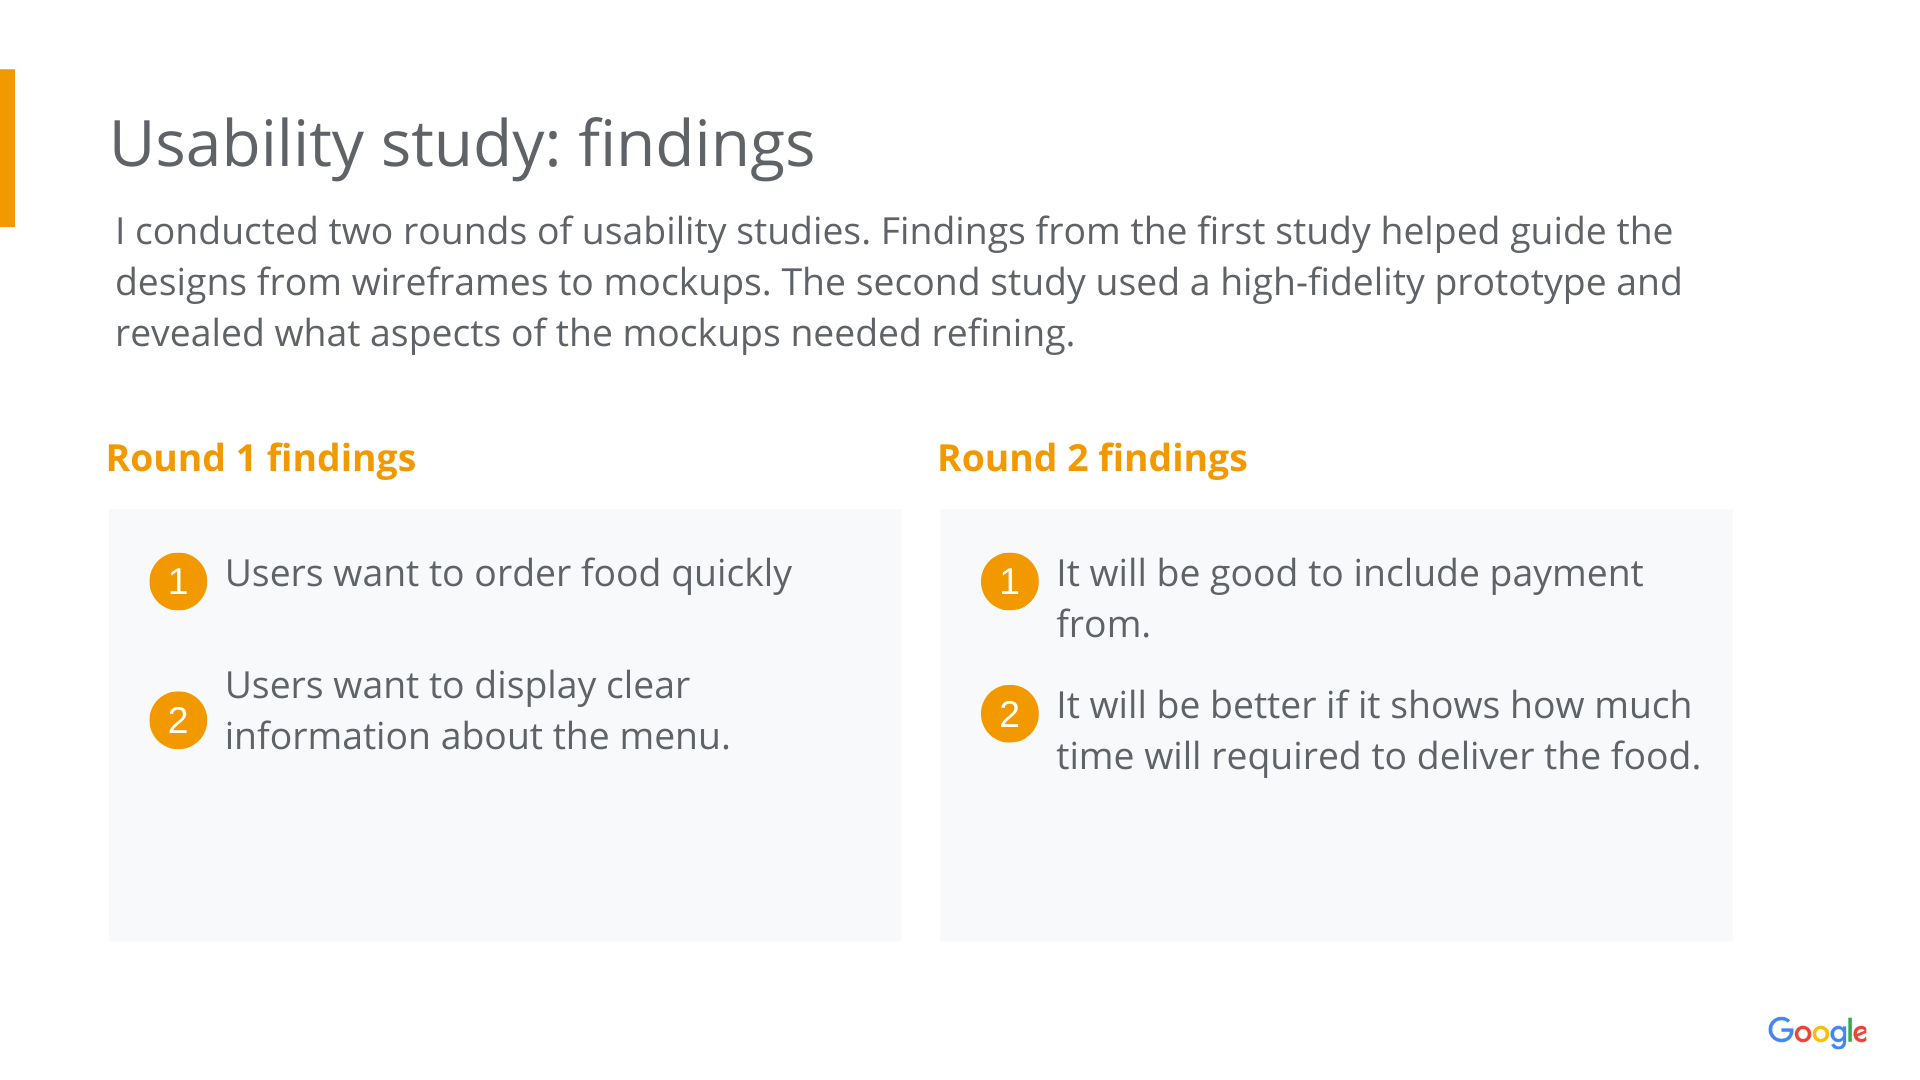 Usability study: findings
I conducted two rounds of usability studies. Findings from the first study helped guide the
designs from wireframes to mockups. The second study used a high-fidelity prototype and
revealed what aspects of the mockups needed refining.
Round 1 findings
1 Users want to order food quickly
2 Users want to display clear
information about the menu.
Round 2 findings
1 It will be good to include payment
from.
2 It will be better if it shows how much
time will required to deliver the food.
Google